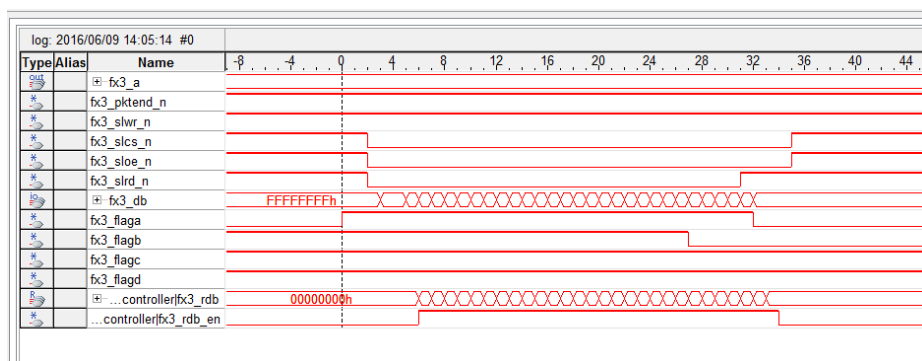 log: 2016/06/09 14:05:14 #0
Type Alias Name -8 -4 0 4 8 12 16 20 24 28 32 36 40 44
out fx3_a
* fx3_pktend_n
* fx3_slwr_n
* fx3_slcs_n
* fx3_sloe_n
* fx3_slrd_n
io fx3_db FFFFFFFFh
* fx3_flaga
* fx3_flagb
* fx3_flagc
* fx3_flagd
R ...controller|fx3_rdb 00000000h
* ...controller|fx3_rdb_en